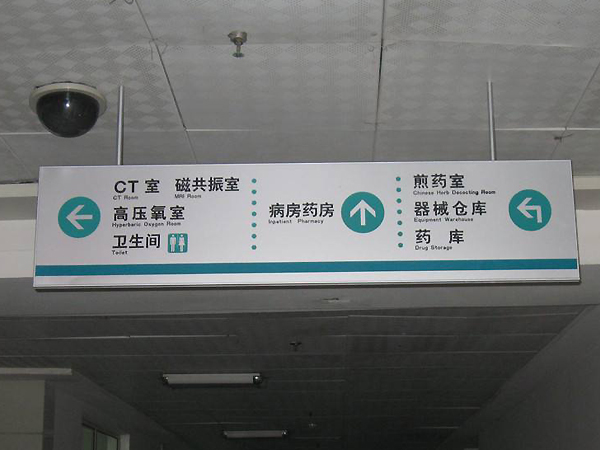 CT 室 磁共振室
CT Room MRI Room
高压氧室
Hyperbaric Oxygen Room
卫生间
Toilet
病房药房
Inpatient Pharmacy
煎药室
Chinese Herb Decocting Room
器械仓库
Equipment Warehouse
药 库
Drug Storage